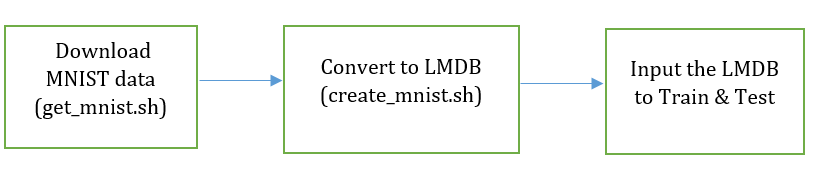 Download
MNIST data
(get_mnist.sh)
Convert to LMDB
(create_mnist.sh)
Input the LMDB
to Train & Test